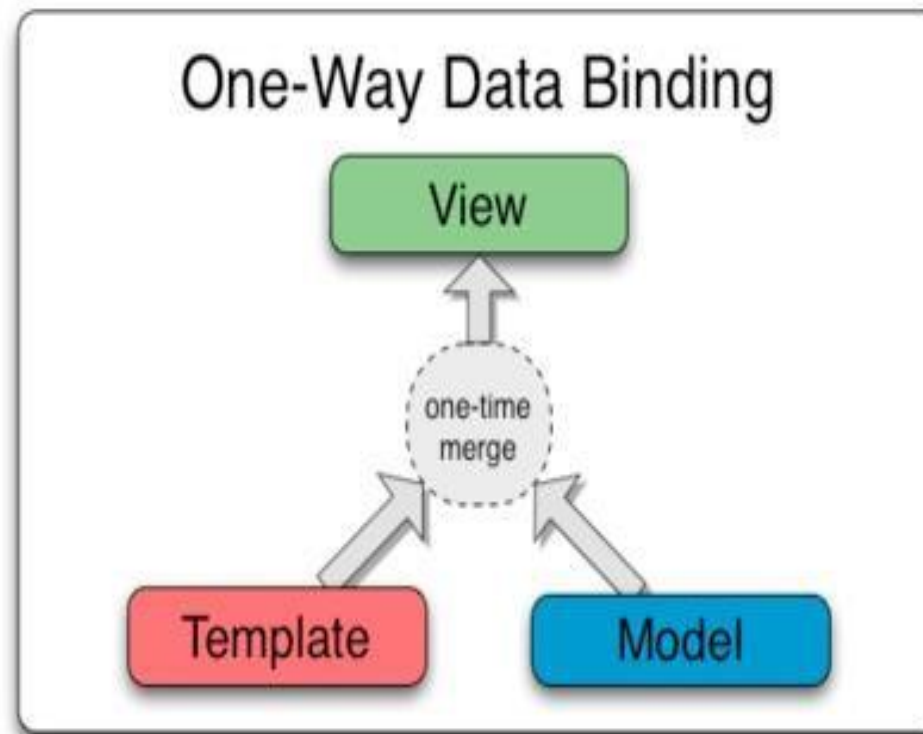 One-Way Data Binding
View
one-time
merge
Template
Model